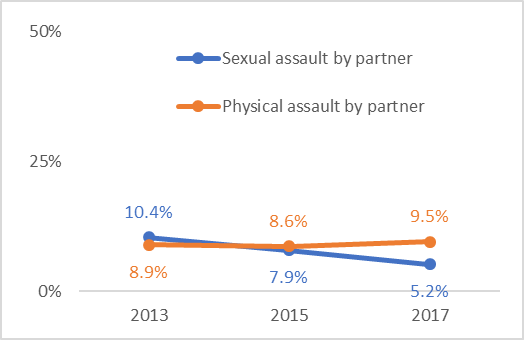 50%
Sexual assault by partner
Physical assault by partner
25%
10.4% 8.6% 9.5%
8.9% 7.9% 5.2%
0%
2013 2015 2017